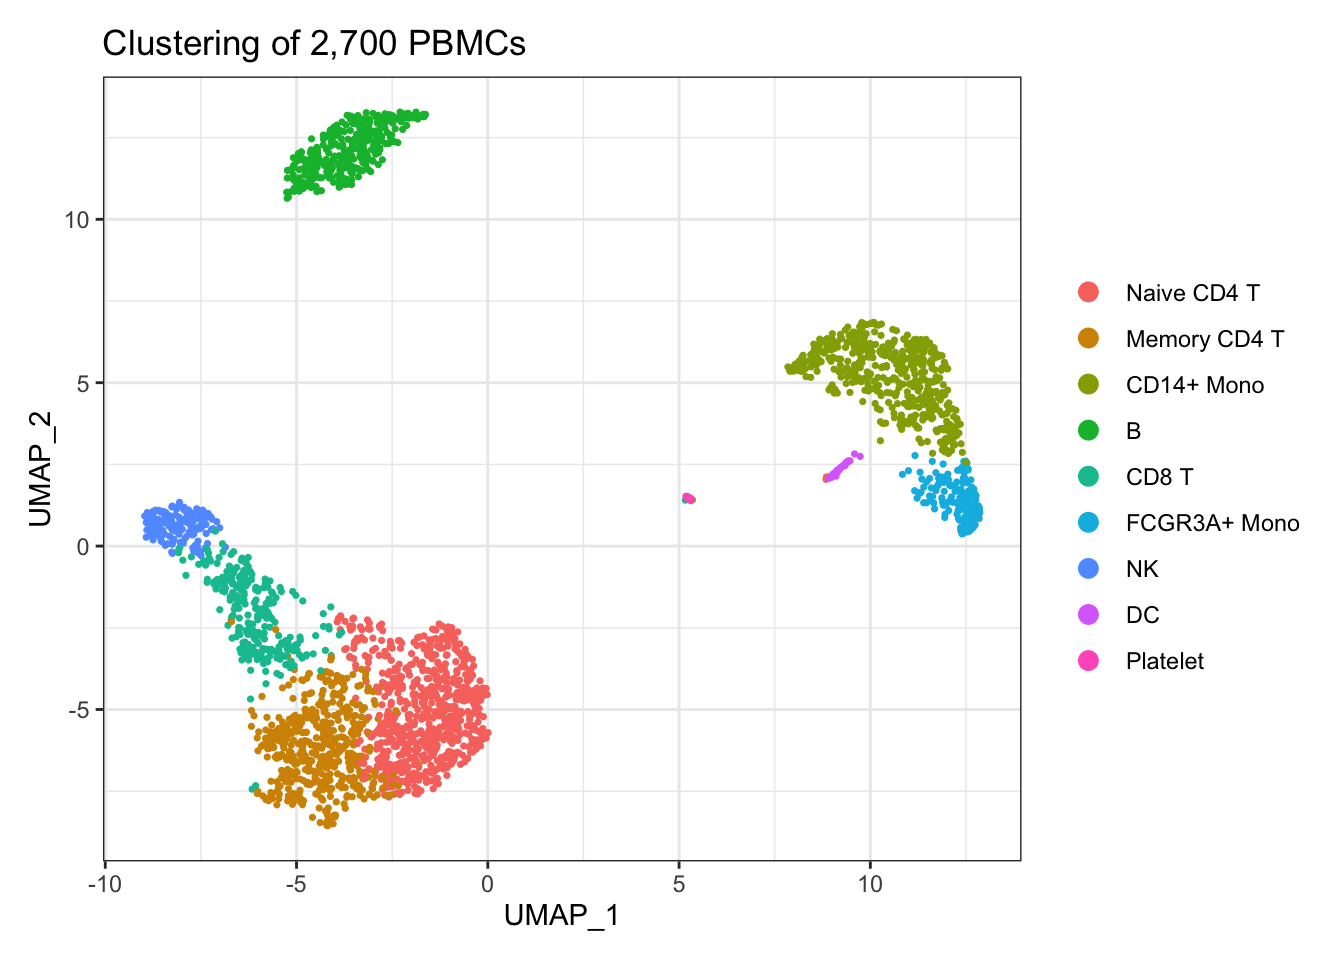 Clustering of 2,700 PBMCs
10
5
0
-5
UMAP_2
-10 -5 0 5 10
UMAP_1
Naive CD4 T
Memory CD4 T
CD14+ Mono
B
CD8 T
FCGR3A+ Mono
NK
DC
Platelet